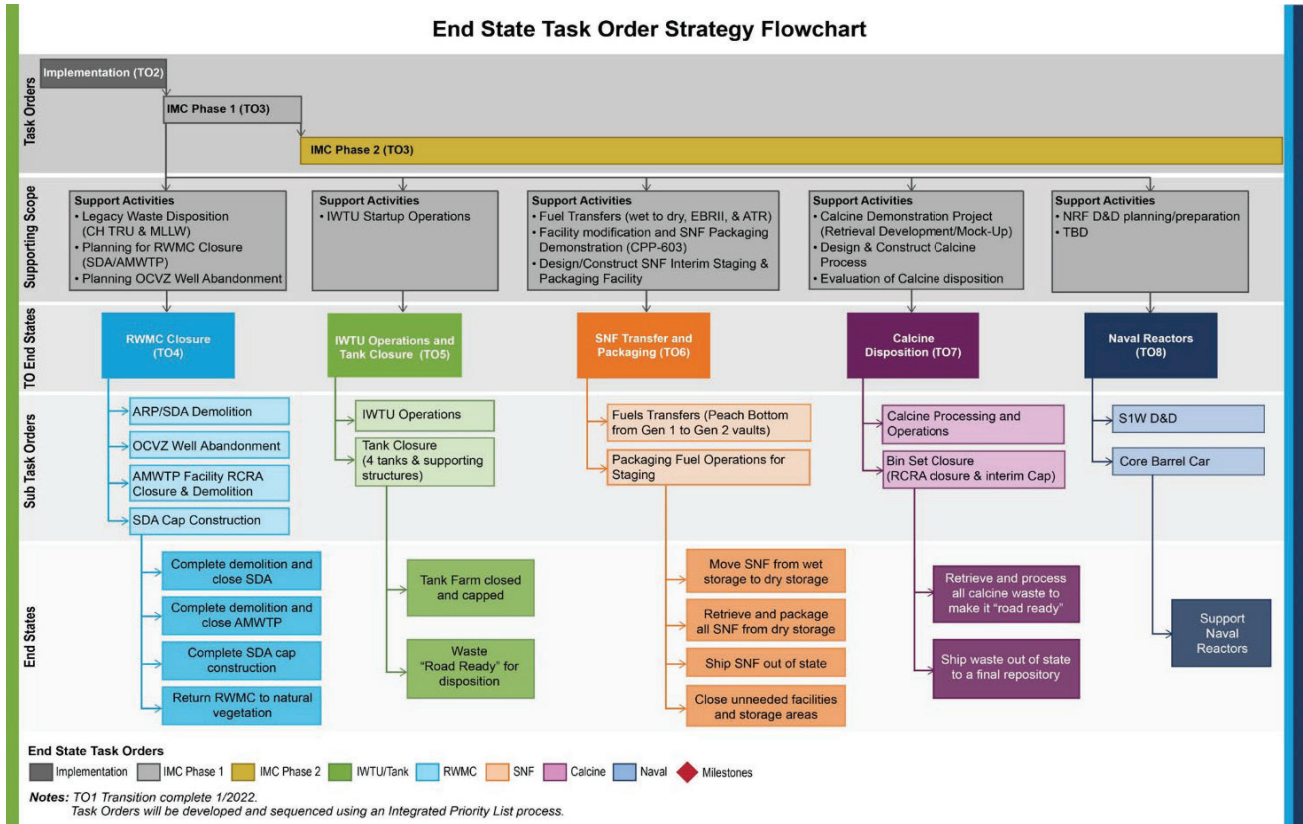 End State Task Order Strategy Flowchart
Task Orders
Implementation (TO2)
IMC Phase 1 (TO3)
IMC Phase 2 (TO3)
Supporting Scope
Support Activities
• Legacy Waste Disposition
(CH TRU & MLLW)
• Planning for RWMC Closure
(SDA/AMWTP)
• Planning OCVZ Well Abandonment
Support Activities
• IWTU Startup Operations
Support Activities
• Fuel Transfers (wet to dry, EBRII, & ATR)
• Facility modification and SNF Packaging
Demonstration (CPP-603)
• Design/Construct SNF Interim Staging &
Packaging Facility
Support Activities
• Calcine Demonstration Project
(Retrieval Development/Mock-Up)
• Design & Construct Calcine
Process
• Evaluation of Calcine disposition
Support Activities
• NRF D&D planning/preparation
• TBD
TO End States
RWMC Closure
(TO4)
IWTU Operations and
Tank Closure (TO5)
SNF Transfer and
Packaging (TO6)
Calcine
Disposition (TO7)
Naval Reactors
(TO8)
Sub Task Orders
ARP/SDA Demolition
OCVZ Well Abandonment
AMWTP Facility RCRA
Closure & Demolition
SDA Cap Construction
IWTU Operations
Tank Closure
(4 tanks & supporting
structures)
Fuels Transfers (Peach Bottom
from Gen 1 to Gen 2 vaults)
Packaging Fuel Operations for
Staging
Calcine Processing and
Operations
Bin Set Closure
(RCRA closure & interim Cap)
S1W D&D
Core Barrel Car
End States
Complete demolition and
close SDA
Complete demolition and
close AMWTP
Complete SDA cap
construction
Return RWMC to natural
vegetation
Tank Farm closed
and capped
Waste
“Road Ready” for
disposition
Move SNF from wet
storage to dry storage
Retrieve and package
all SNF from dry storage
Ship SNF out of state
Close unneeded facilities
and storage areas
Retrieve and process
all calcine waste to
make it “road ready”
Ship waste out of state
to a final repository
Support
Naval
Reactors
End State Task Orders
Implementation
IMC Phase 1
IMC Phase 2
IWTU/Tank
RWMC
SNF
Calcine
Naval
Milestones
Notes: TO1 Transition complete 1/2022.
Task Orders will be developed and sequenced using an Integrated Priority List process.